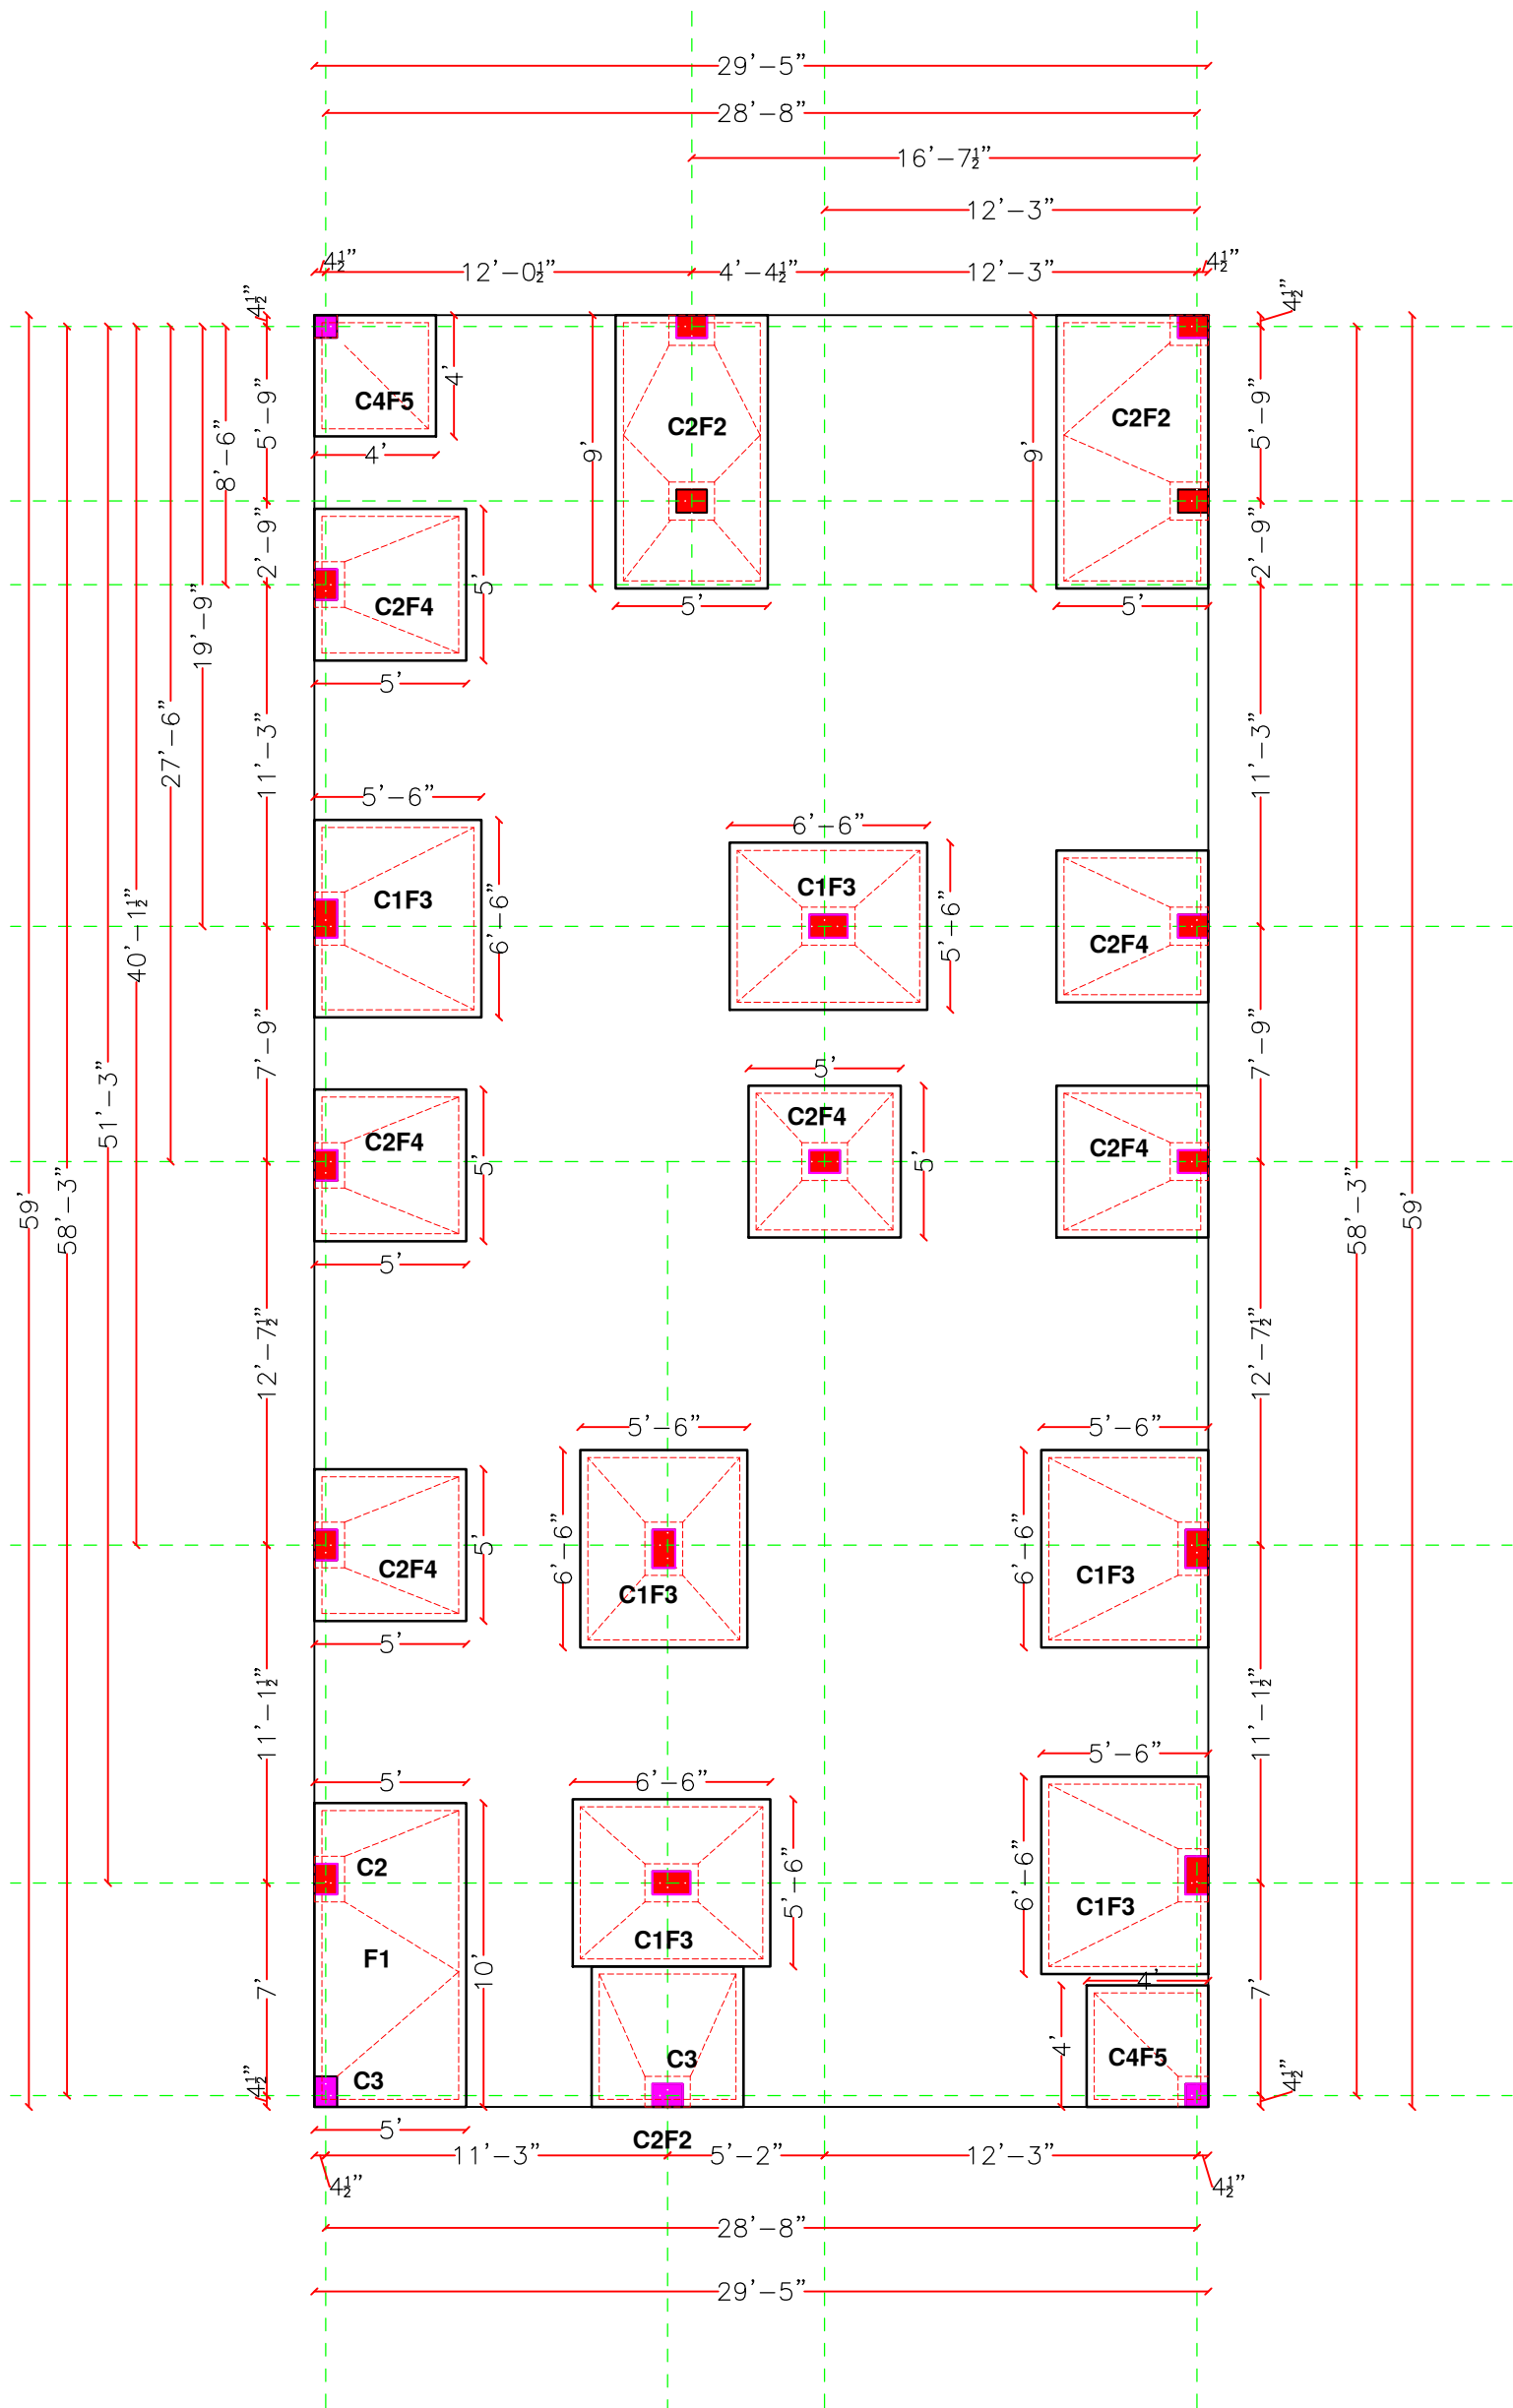 29'-5"
28'-8"
16'-7½"
12'-3"
4½" 12'-0½" 4'-4½" 12'-3" 4½"
4½" 4½"
C4F5 4' 9' C2F2 9' C2F2
5'-9" 5'-9"
4'
8'-6"
2'-9" 2'-9"
C2F4 5' 5' 5'
19'-9"
5'
27'-6"
11'-3" 11'-3"
5'-6" 6'-6"
C1F3 6'-6" C1F3 5'-6" C2F4
40'-1½"
7'-9" 7'-9"
51'-3"
5'
C2F4 5' C2F4 5' C2F4
59' 58'-3" 58'-3" 59'
5'
12'-7½" 12'-7½"
5'-6" 5'-6"
C2F4 5' 6'-6" C1F3 6'-6" C1F3
5'
11'-1½" 11'-1½"
5' 6'-6" 5'-6"
C2 5'-6" 6'-6" C1F3
F1 10' C1F3
7' 4' 7'
C3 C3 4' C4F5
4½" 4½"
5' C2F2
11'-3" 5'-2" 12'-3"
4½" 4½"
28'-8"
29'-5"